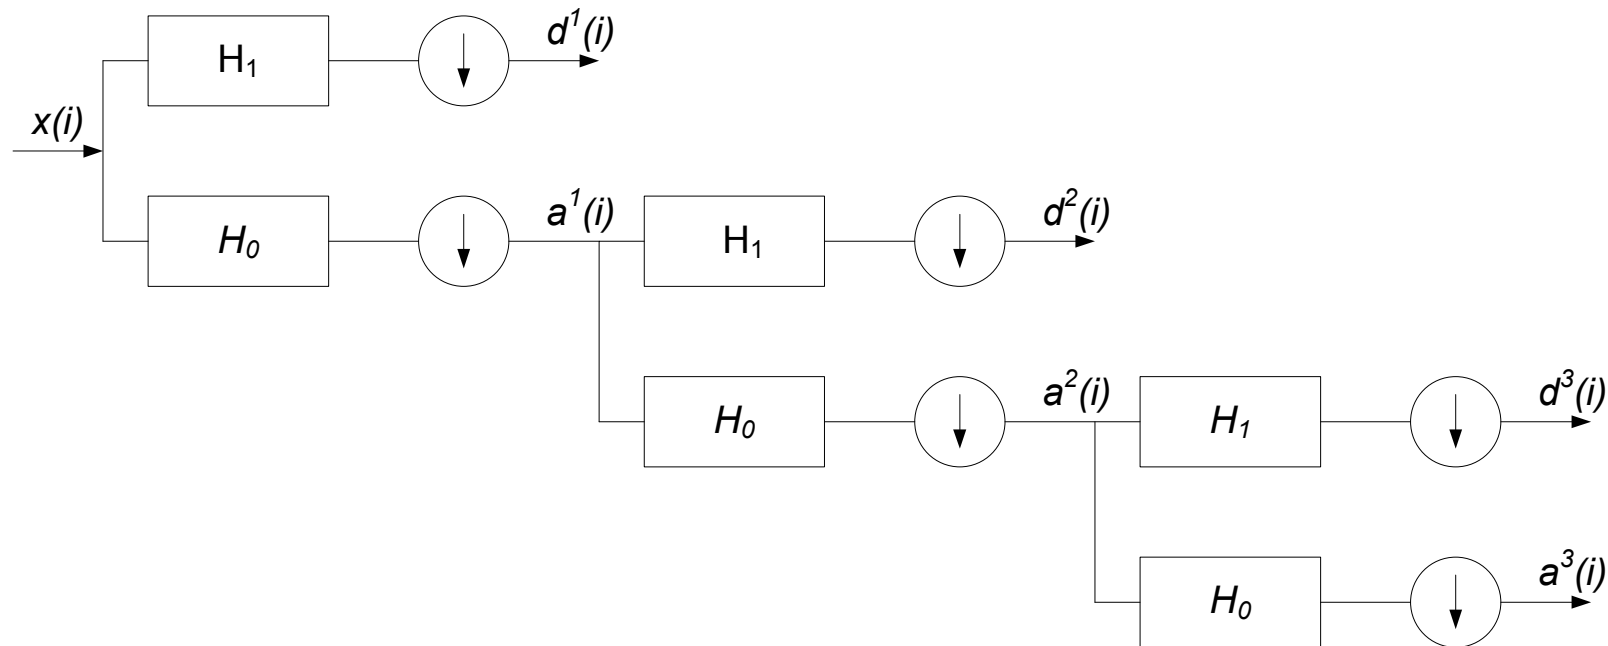 H₁
d¹(i)
x(i)
H₀
a¹(i)
H₁
d²(i)
H₀
a²(i)
H₁
d³(i)
H₀
a³(i)